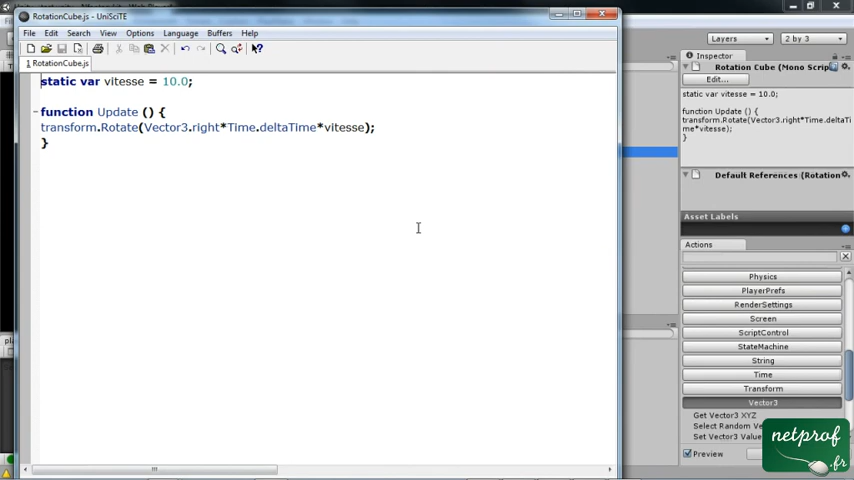 RotationCube.js - UniSciTE
File Edit Search View Options Language Buffers Help
1 RotationCube.js
static var vitesse = 10.0;
function Update () {
transform.Rotate(Vector3.right*Time.deltaTime*vitesse);
}
Layers
2 by 3
Inspector
Rotation Cube (Mono Scrip
Edit...
static var vitesse = 10.0;
function Update () {
transform.Rotate(Vector3.right*Time.deltaTi
me*vitesse);
}
Default References (Rotation
Asset Labels
Actions
Physics
PlayerPrefs
RenderSettings
Screen
ScriptControl
StateMachine
String
Time
Transform
Vector3
Get Vector3 XYZ
Select Random Ve
Set Vector3 Value
Preview
netprof
.fr